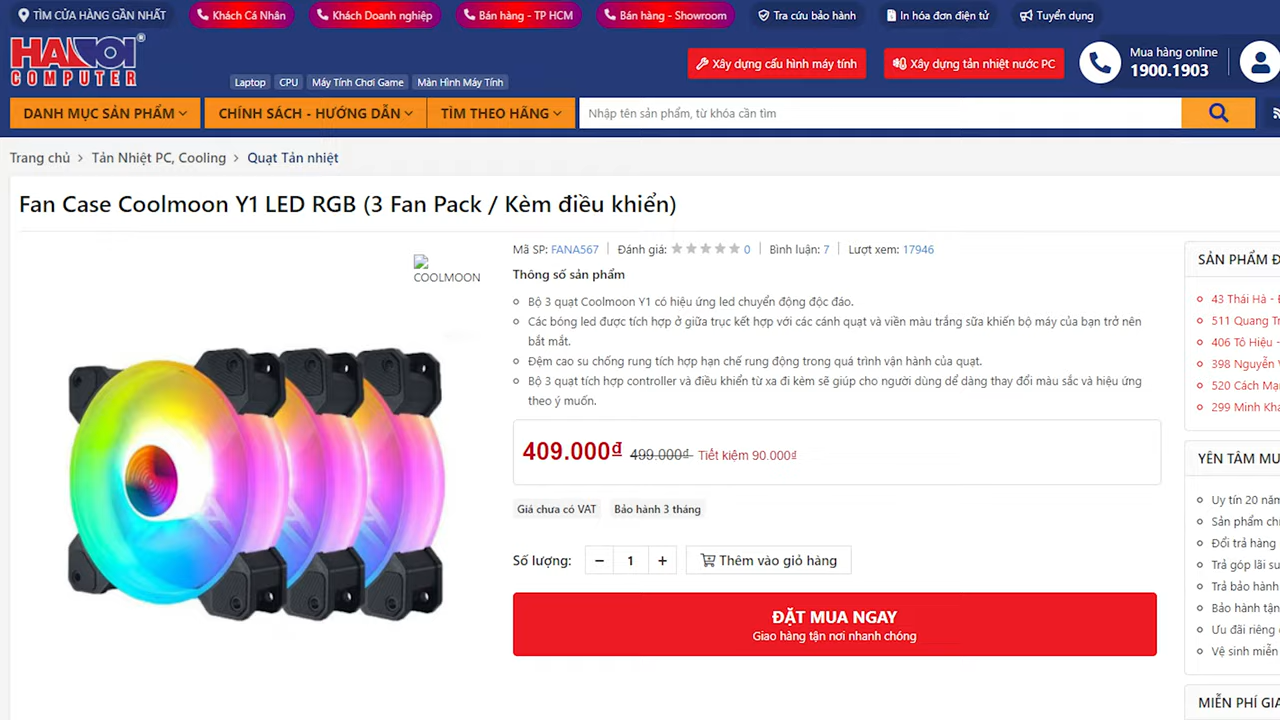 TÌM CỬA HÀNG GẦN NHẤT
Khách Cá Nhân
Khách Doanh nghiệp
Bán hàng - TP HCM
Bán hàng - Showroom
Tra cứu bảo hành
In hóa đơn điện tử
Tuyển dụng
HANOI
COMPUTER
Laptop
CPU
Máy Tính Chơi Game
Màn Hình Máy Tính
Xây dựng cấu hình máy tính
Xây dựng tản nhiệt nước PC
Mua hàng online
1900.1903
DANH MỤC SẢN PHẨM
CHÍNH SÁCH - HƯỚNG DẪN
TÌM THEO HÃNG
Nhập tên sản phẩm, từ khóa cần tìm
Trang chủ > Tản Nhiệt PC, Cooling > Quạt Tản nhiệt
Fan Case Coolmoon Y1 LED RGB (3 Fan Pack / Kèm điều khiển)
COOLMOON
Mã SP: FANA567 | Đánh giá: 0 | Bình luận: 7 | Lượt xem: 17946
Thông số sản phẩm
Bộ 3 quạt Coolmoon Y1 có hiệu ứng led chuyển động độc đáo.
Các bóng led được tích hợp ở giữa trục kết hợp với các cánh quạt và viền màu trắng sữa khiến bộ máy của bạn trở nên
bắt mắt.
Đệm cao su chống rung tích hợp hạn chế rung động trong quá trình vận hành của quạt.
Bộ 3 quạt tích hợp controller và điều khiển từ xa đi kèm sẽ giúp cho người dùng dể dàng thay đổi màu sắc và hiệu ứng
theo ý muốn.
409.000đ 499.000đ Tiết kiệm 90.000đ
Giá chưa có VAT
Bảo hành 3 tháng
Số lượng: − 1 +
Thêm vào giỏ hàng
ĐẶT MUA NGAY
Giao hàng tận nơi nhanh chóng
SẢN PHẨM Đ
43 Thái Hà -
511 Quang Tr
406 Tô Hiệu -
398 Nguyễn
520 Cách Mạ
299 Minh Kha
YÊN TÂM MU
Uy tín 20 năm
Sản phẩm ch
Đổi trả hàng
Trả góp lãi su
Trả bảo hành
Bảo hành tận
Ưu đãi riêng
Vệ sinh miễn
MIỄN PHÍ GIA